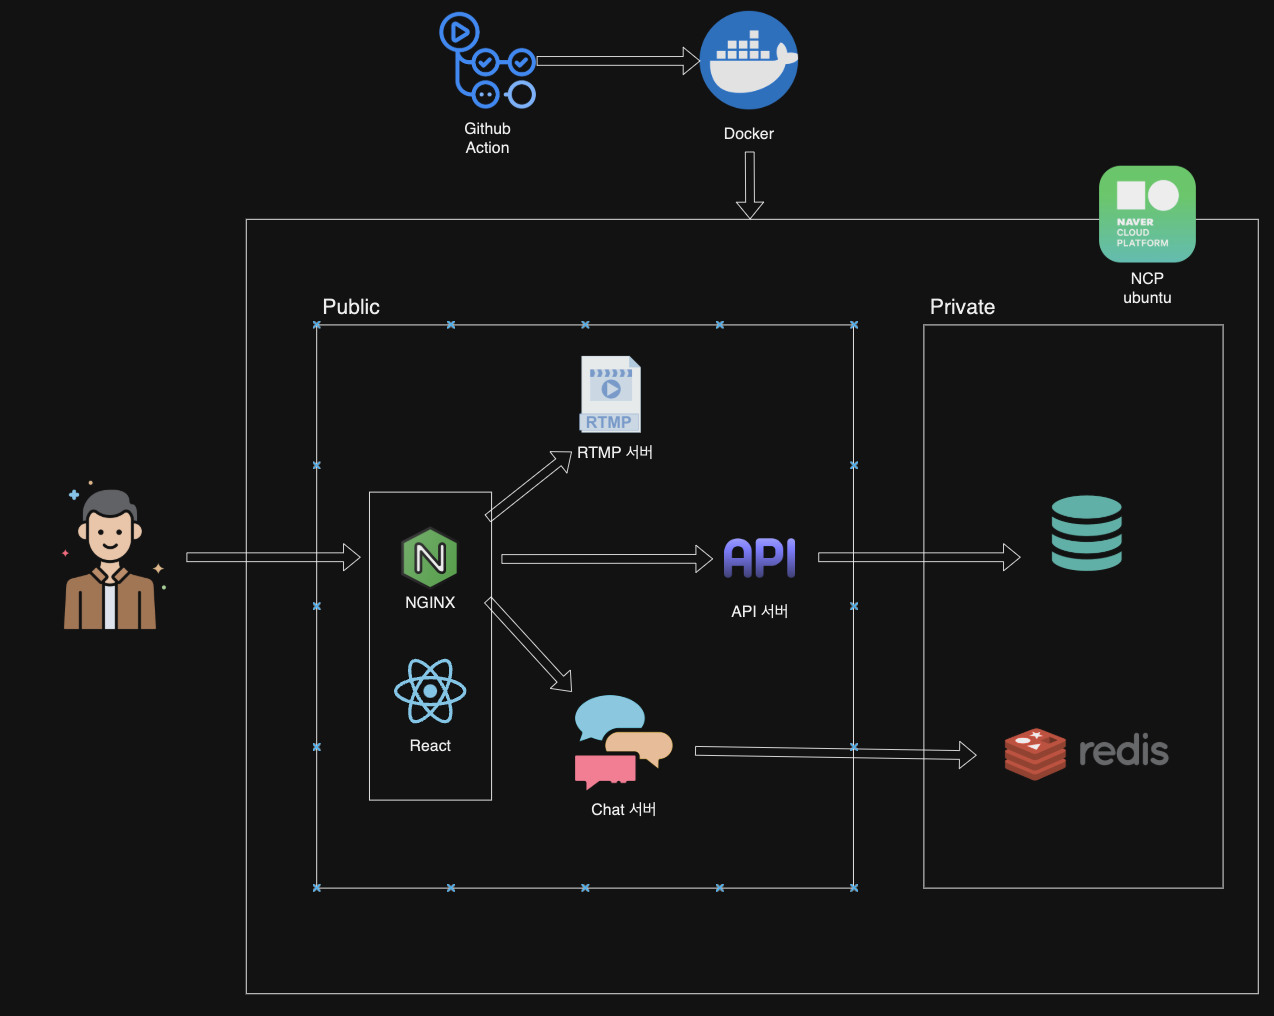 Github
Action
Docker
NAVER
CLOUD
PLATFORM
NCP
ubuntu
Public
Private
RTMP
RTMP 서버
NGINX
API
API 서버
React
Chat 서버
redis